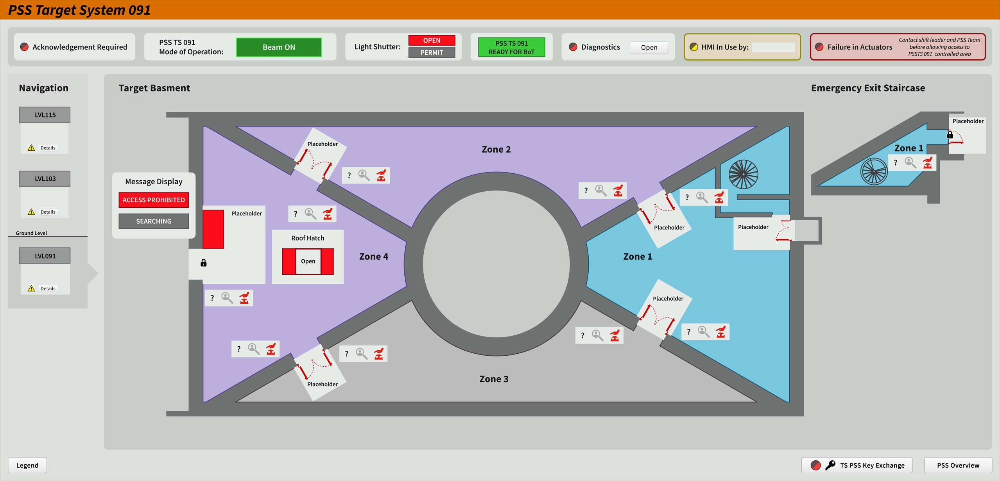 PSS Target System 091
Acknowledgement Required
PSS TS 091
Mode of Operation:
Beam ON
Light Shutter:
OPEN
PERMIT
PSS TS 091
READY FOR BoT
Diagnostics
Open
HMI In Use by:
Failure in Actuators
Contact shift leader and PSS Team
before allowing access to
PSSTS 091 controlled area
Navigation
LVL115
Details
LVL103
Details
Ground Level
LVL091
Details
Target Basment
Emergency Exit Staircase
Message Display
ACCESS PROHIBITED
SEARCHING
Placeholder
Zone 2
?
?
?
Placeholder
?
Placeholder
Roof Hatch
Open
Zone 4
Zone 1
Placeholder
?
Placeholder
?
?
?
?
Placeholder
Zone 3
Placeholder
Zone 1
?
Legend
TS PSS Key Exchange
PSS Overview